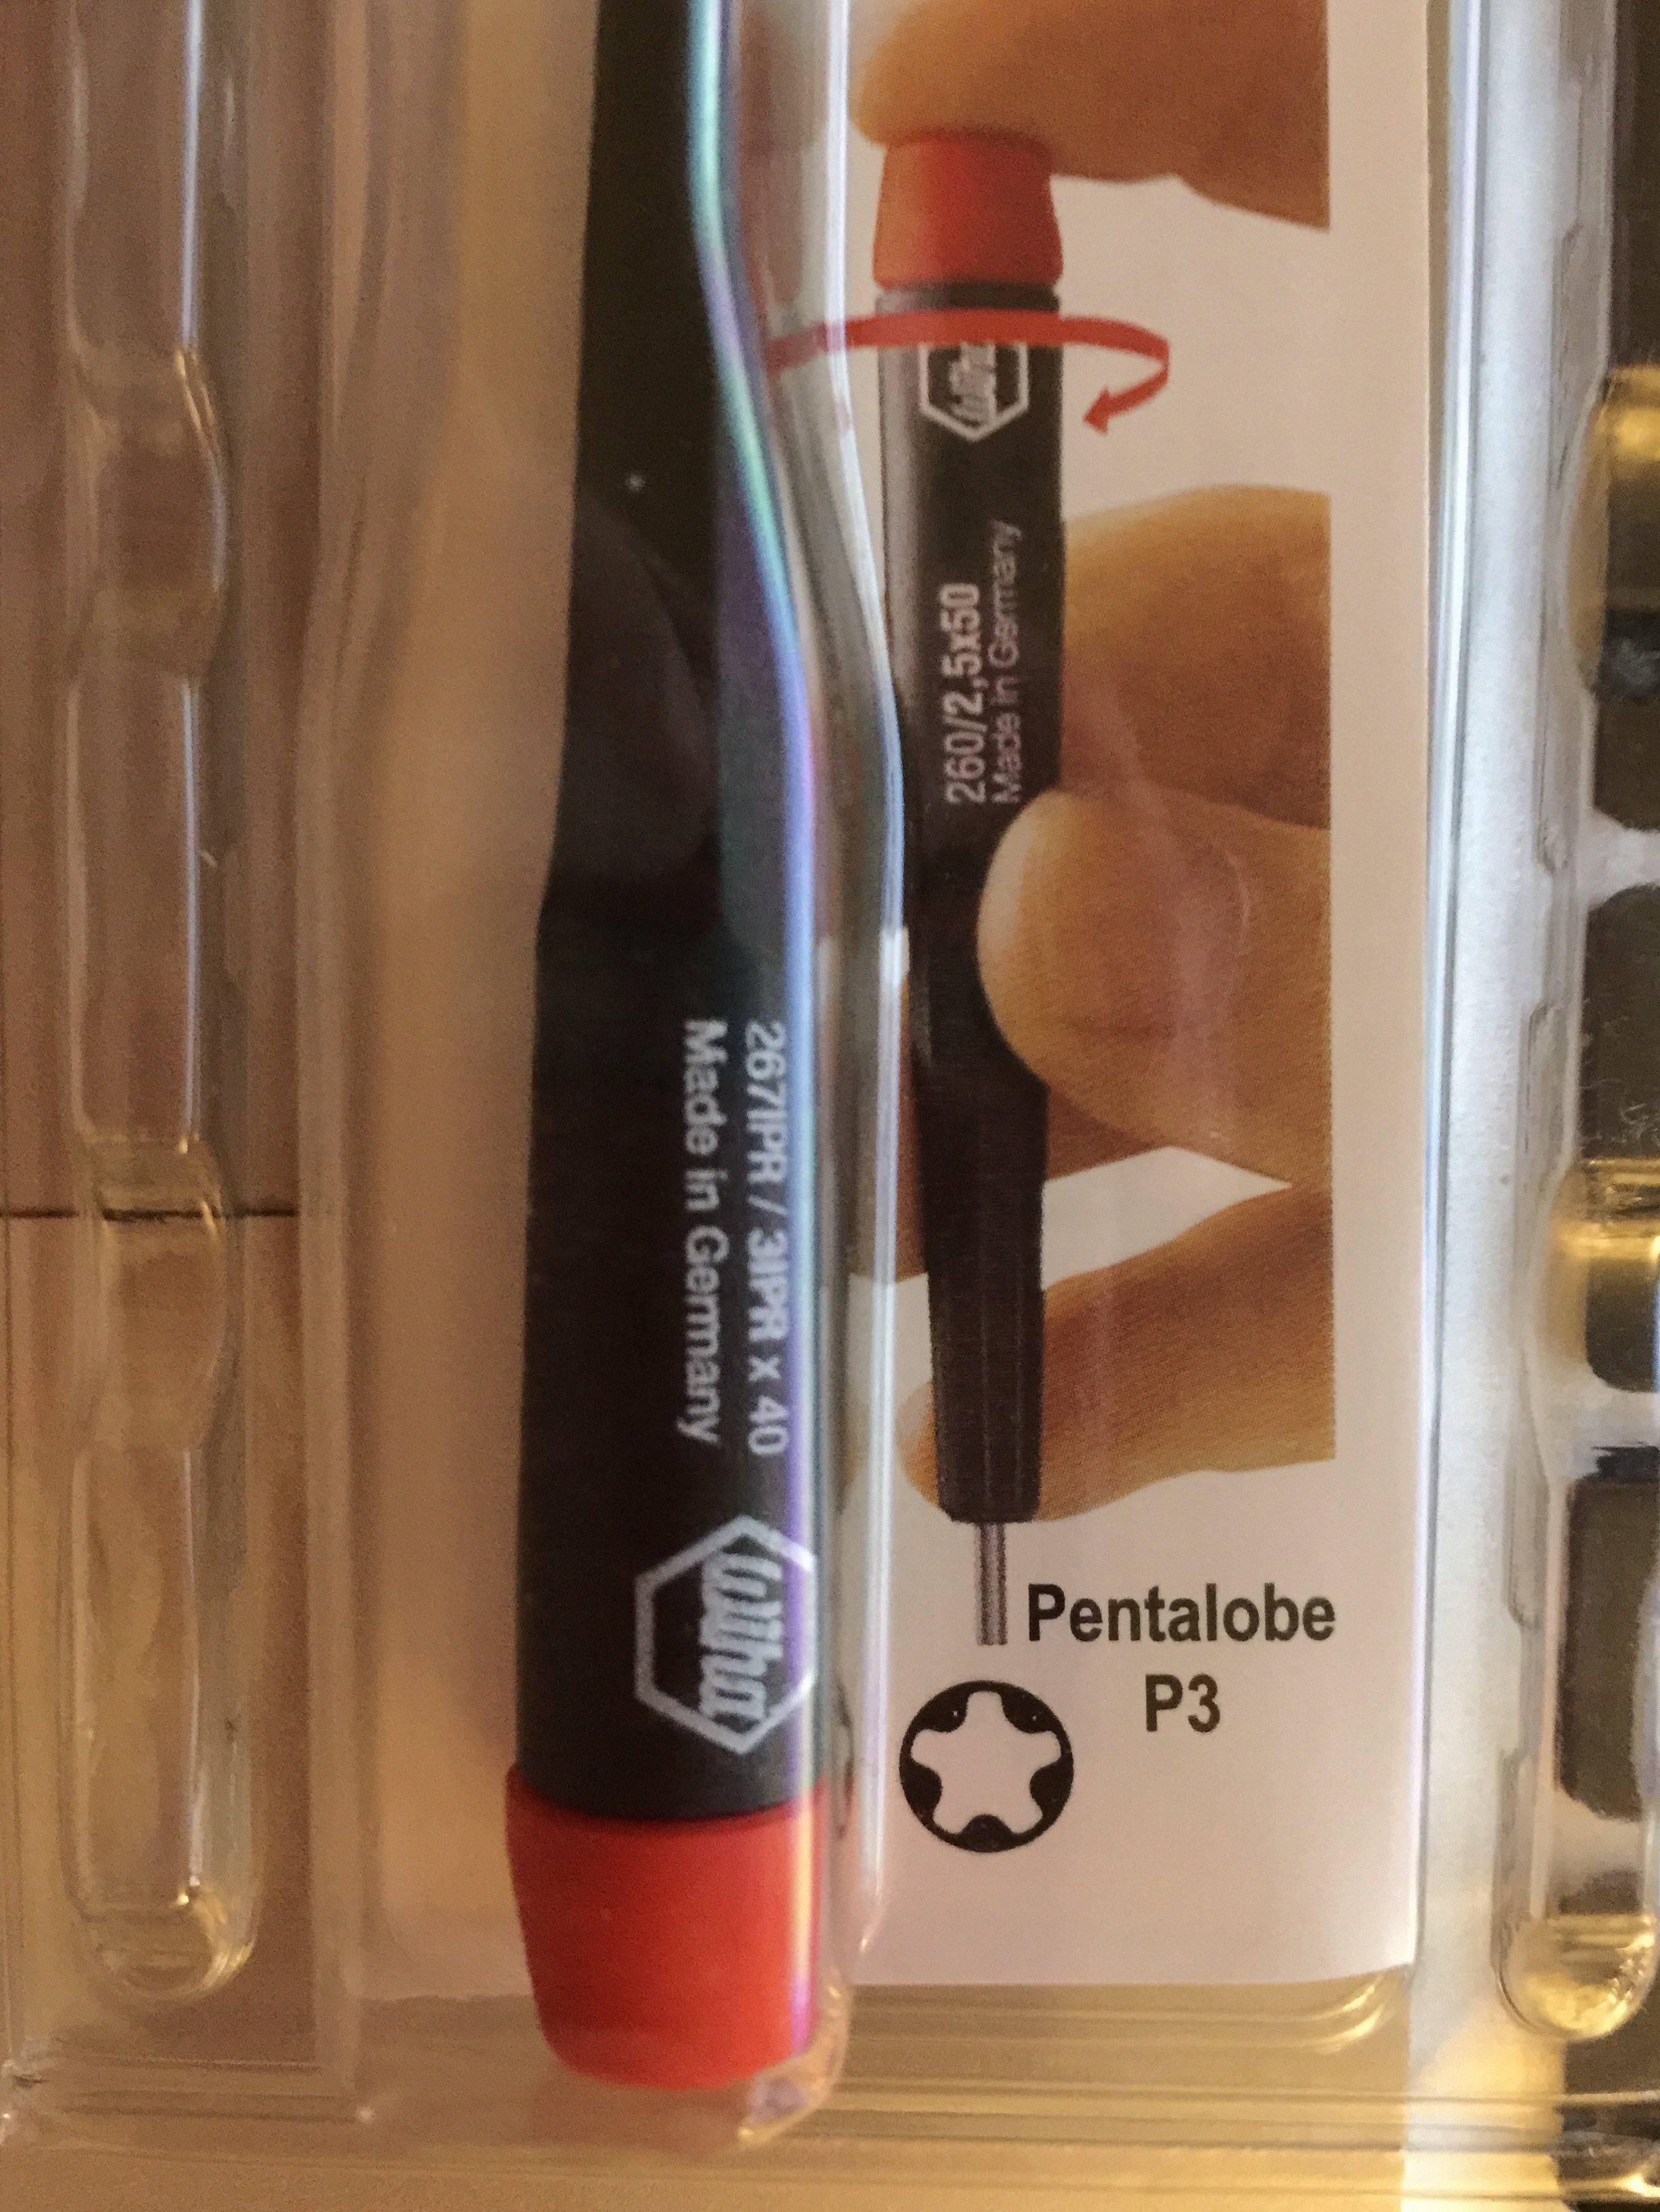 Wiha
260/2,5x50
Made in Germany
267IPR / 3IPR x 40
Made in Germany
Wiha
Pentalobe
P3